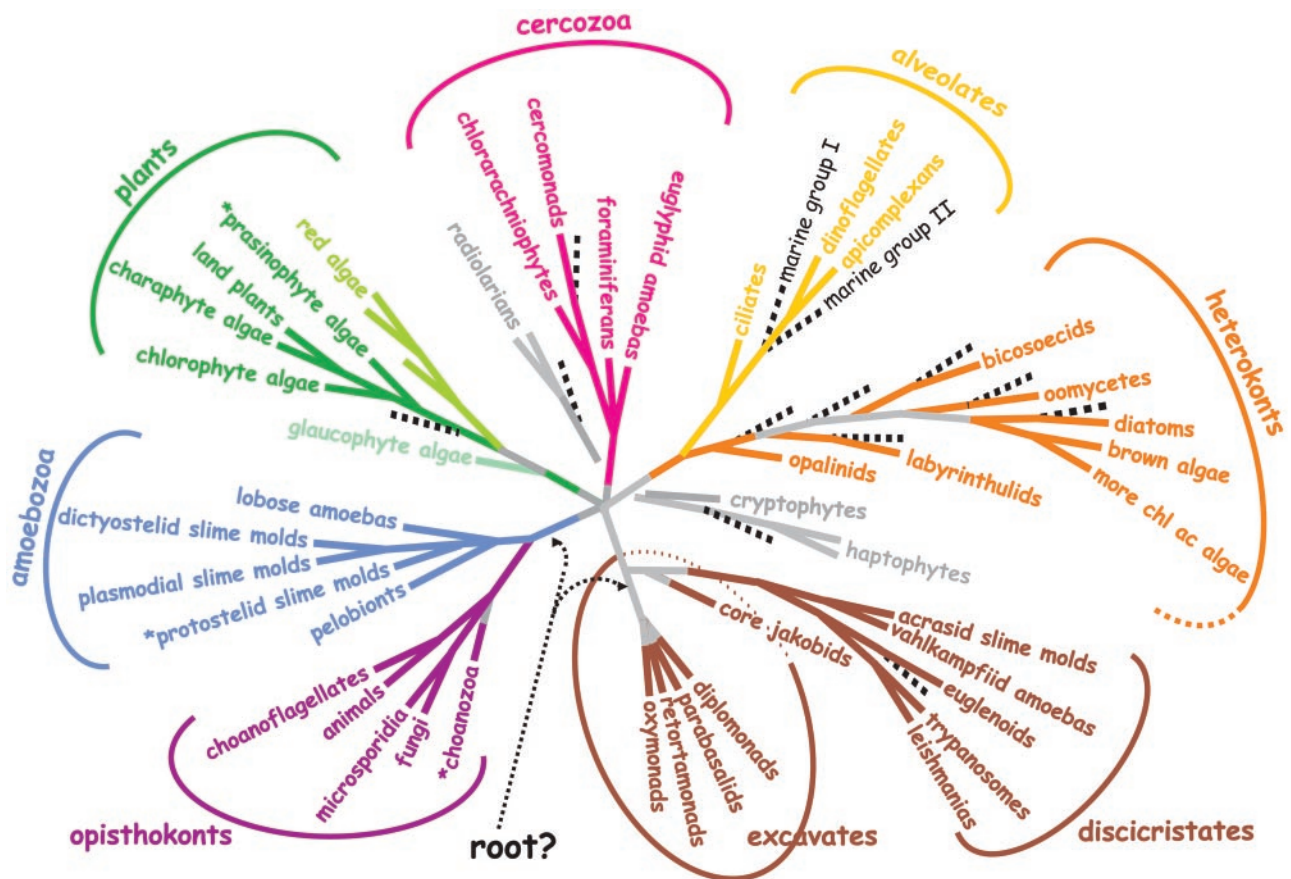 cercozoa
alveolates
plants
heterokonts
amoebozoa
opisthokonts
root?
excavates
discicristates
red algae
*prasinophyte algae
land plants
charaphyte algae
chlorophyte algae
glaucophyte algae
radiolarians
chlorarachniophytes
cercomonads
foraminiferans
euglyphid amoebas
ciliates
marine group I
dinoflagellates
apicomplexans
marine group II
bicosoecids
oomycetes
diatoms
brown algae
more chl ac algae
labyrinthulids
opalinids
cryptophytes
haptophytes
lobose amoebas
dictyostelid slime molds
plasmodial slime molds
*protostelid slime molds
pelobionts
choanoflagellates
animals
microsporidia
fungi
*choanozoa
core jakobids
diplomonads
parabasalids
retortamonads
oxymonads
acrasid slime molds
vahlkampfiid amoebas
euglenoids
trypanosomes
leishmanias